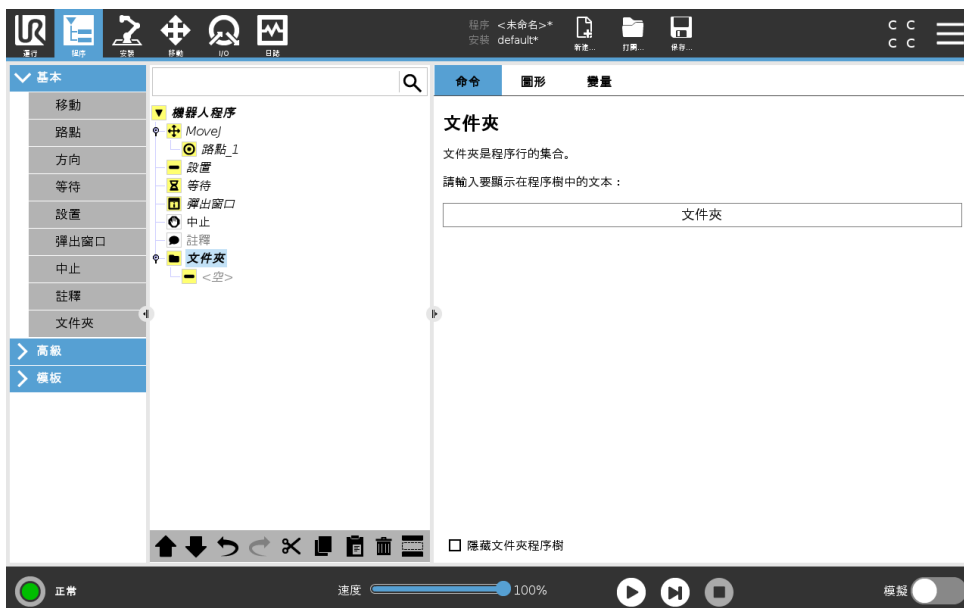 UR
運行
程序
安裝
移動
I/O
日誌
程序 <未命名>*
安裝 default*
新建...
打開...
保存...
C C
C C
基本
移動
路點
方向
等待
設置
彈出窗口
中止
註釋
文件夾
高級
模板
機器人程序
MoveJ
路點_1
設置
等待
彈出窗口
中止
註釋
文件夾
<空>
命令
圖形
變量
文件夾
文件夾是程序行的集合。
請輸入要顯示在程序樹中的文本：
文件夾
隱藏文件夾程序樹
正常
速度
100%
模擬